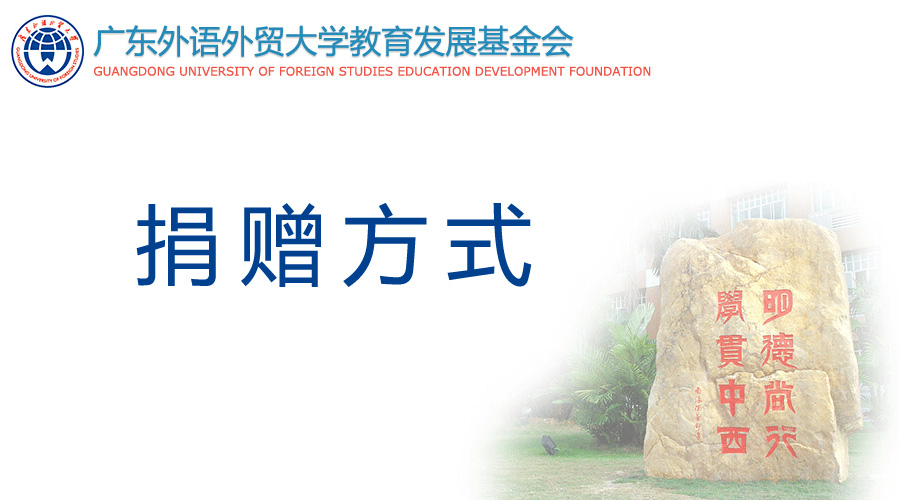 广东外语外贸大学教育发展基金会
GUANGDONG UNIVERSITY OF FOREIGN STUDIES EDUCATION DEVELOPMENT FOUNDATION
捐赠方式
明德尚行
學貫中西